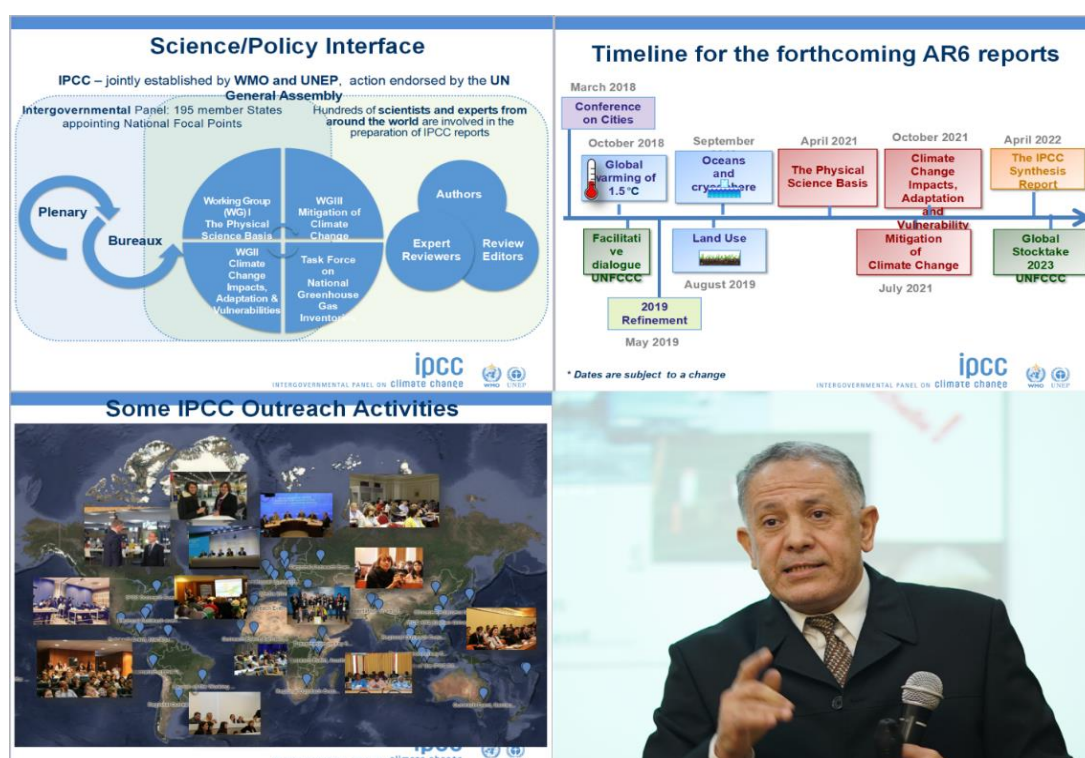 Science/Policy Interface
IPCC – jointly established by WMO and UNEP, action endorsed by the UN
General Assembly
Intergovernmental Panel: 195 member States
appointing National Focal Points
Hundreds of scientists and experts from
around the world are involved in the
preparation of IPCC reports
Plenary
Bureaux
Working Group
(WG) I
The Physical
Science Basis
WGIII
Mitigation of
Climate
Change
WGII
Climate
Change
Impacts,
Adaptation &
Vulnerabilities
Task Force
on
National
Greenhouse
Gas
Inventories
Authors
Expert
Reviewers
Review
Editors
ipcc
INTERGOVERNMENTAL PANEL ON climate change
WMO UNEP
Timeline for the forthcoming AR6 reports
March 2018
Conference
on Cities
October 2018
Global
warming of
1.5°C
September
Oceans
and
cryosphere
April 2021
The Physical
Science Basis
October 2021
Climate
Change
Impacts,
Adaptation
and
Vulnerability
April 2022
The IPCC
Synthesis
Report
Facilitati
ve
dialogue
UNFCCC
2019
Refinement
May 2019
Land Use
August 2019
Mitigation
of
Climate Change
July 2021
Global
Stocktake
2023
UNFCCC
* Dates are subject to a change
ipcc
INTERGOVERNMENTAL PANEL ON climate change
WMO UNEP
Some IPCC Outreach Activities
ipcc
climate change